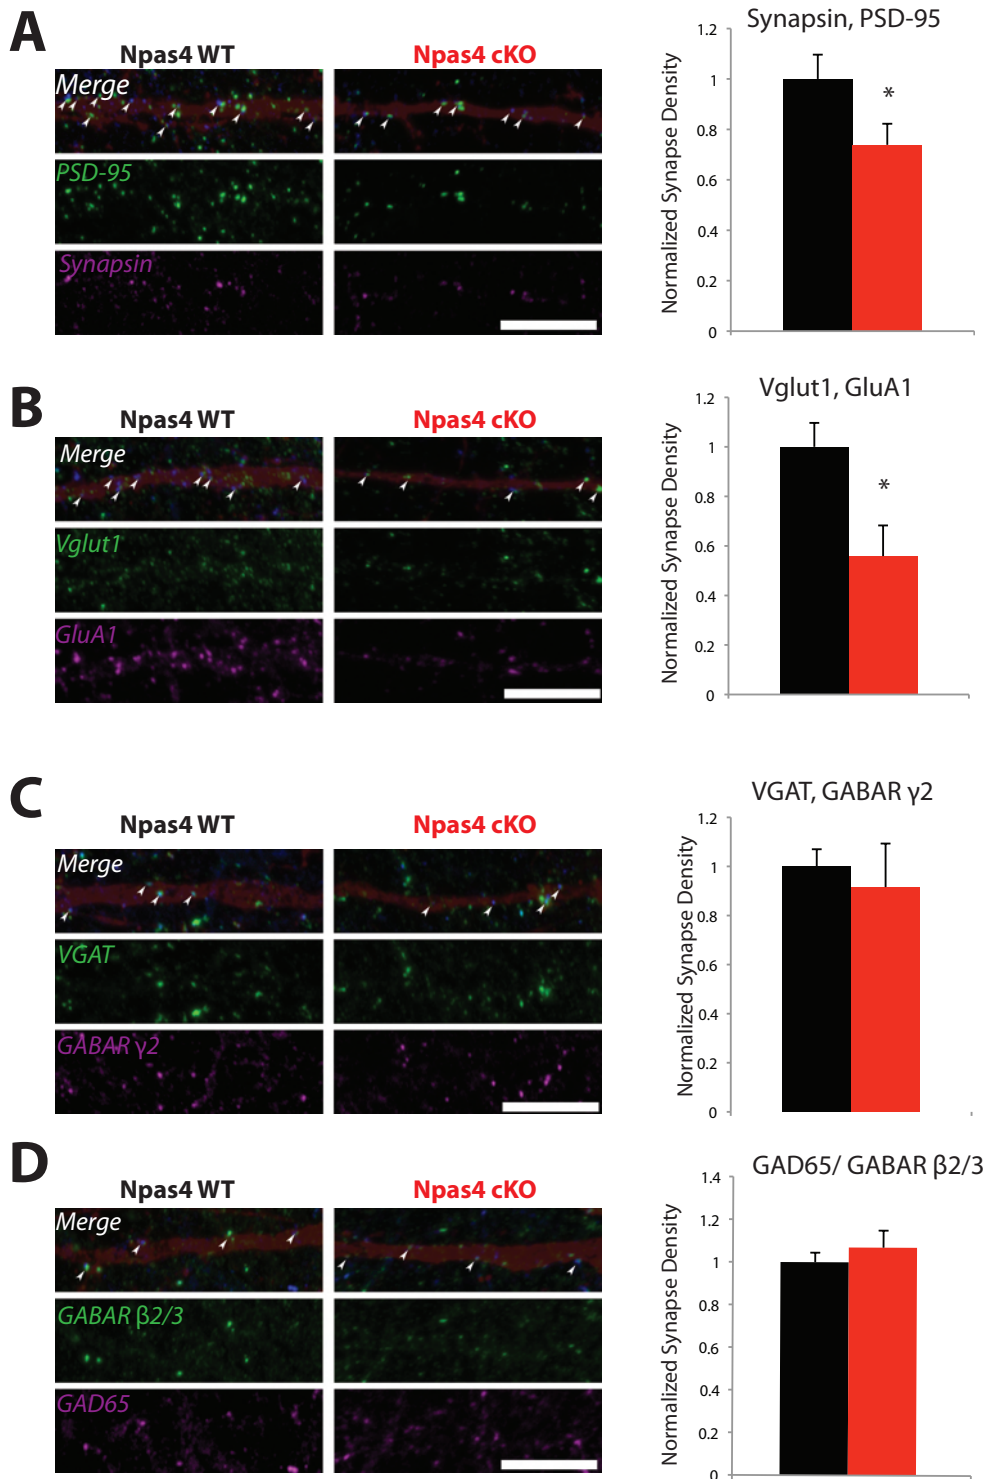 A
Npas4 WT
Npas4 cKO
Merge
PSD-95
Synapsin
Synapsin, PSD-95
Normalized Synapse Density
1.2
1
0.8
0.6
0.4
0.2
0
*
B
Npas4 WT
Npas4 cKO
Merge
Vglut1
GluA1
Vglut1, GluA1
Normalized Synapse Density
1.2
1
0.8
0.6
0.4
0.2
0
*
C
Npas4 WT
Npas4 cKO
Merge
VGAT
GABAR γ2
VGAT, GABAR γ2
Normalized Synapse Density
1.2
1
0.8
0.6
0.4
0.2
0
D
Npas4 WT
Npas4 cKO
Merge
GABAR β2/3
GAD65
GAD65/ GABAR β2/3
Normalized Synapse Density
1.4
1.2
1
0.8
0.6
0.4
0.2
0